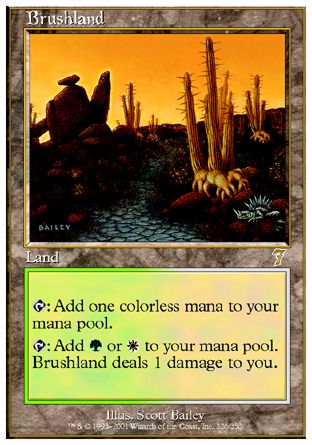 Brushland
BAILEY
Land
: Add one colorless mana to your
mana pool.
: Add or to your mana pool.
Brushland deals 1 damage to you.
Illus. Scott Bailey
™ & © 1993–2001 Wizards of the Coast, Inc. 326/350